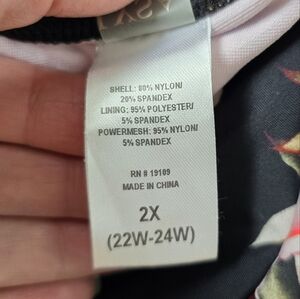 LYSA
SHELL: 80% NYLON/
20% SPANDEX
LINING: 95% POLYESTER/
5% SPANDEX
POWERMESH: 95% NYLON/
5% SPANDEX
RN # 19109
MADE IN CHINA
2X
(22W-24W)